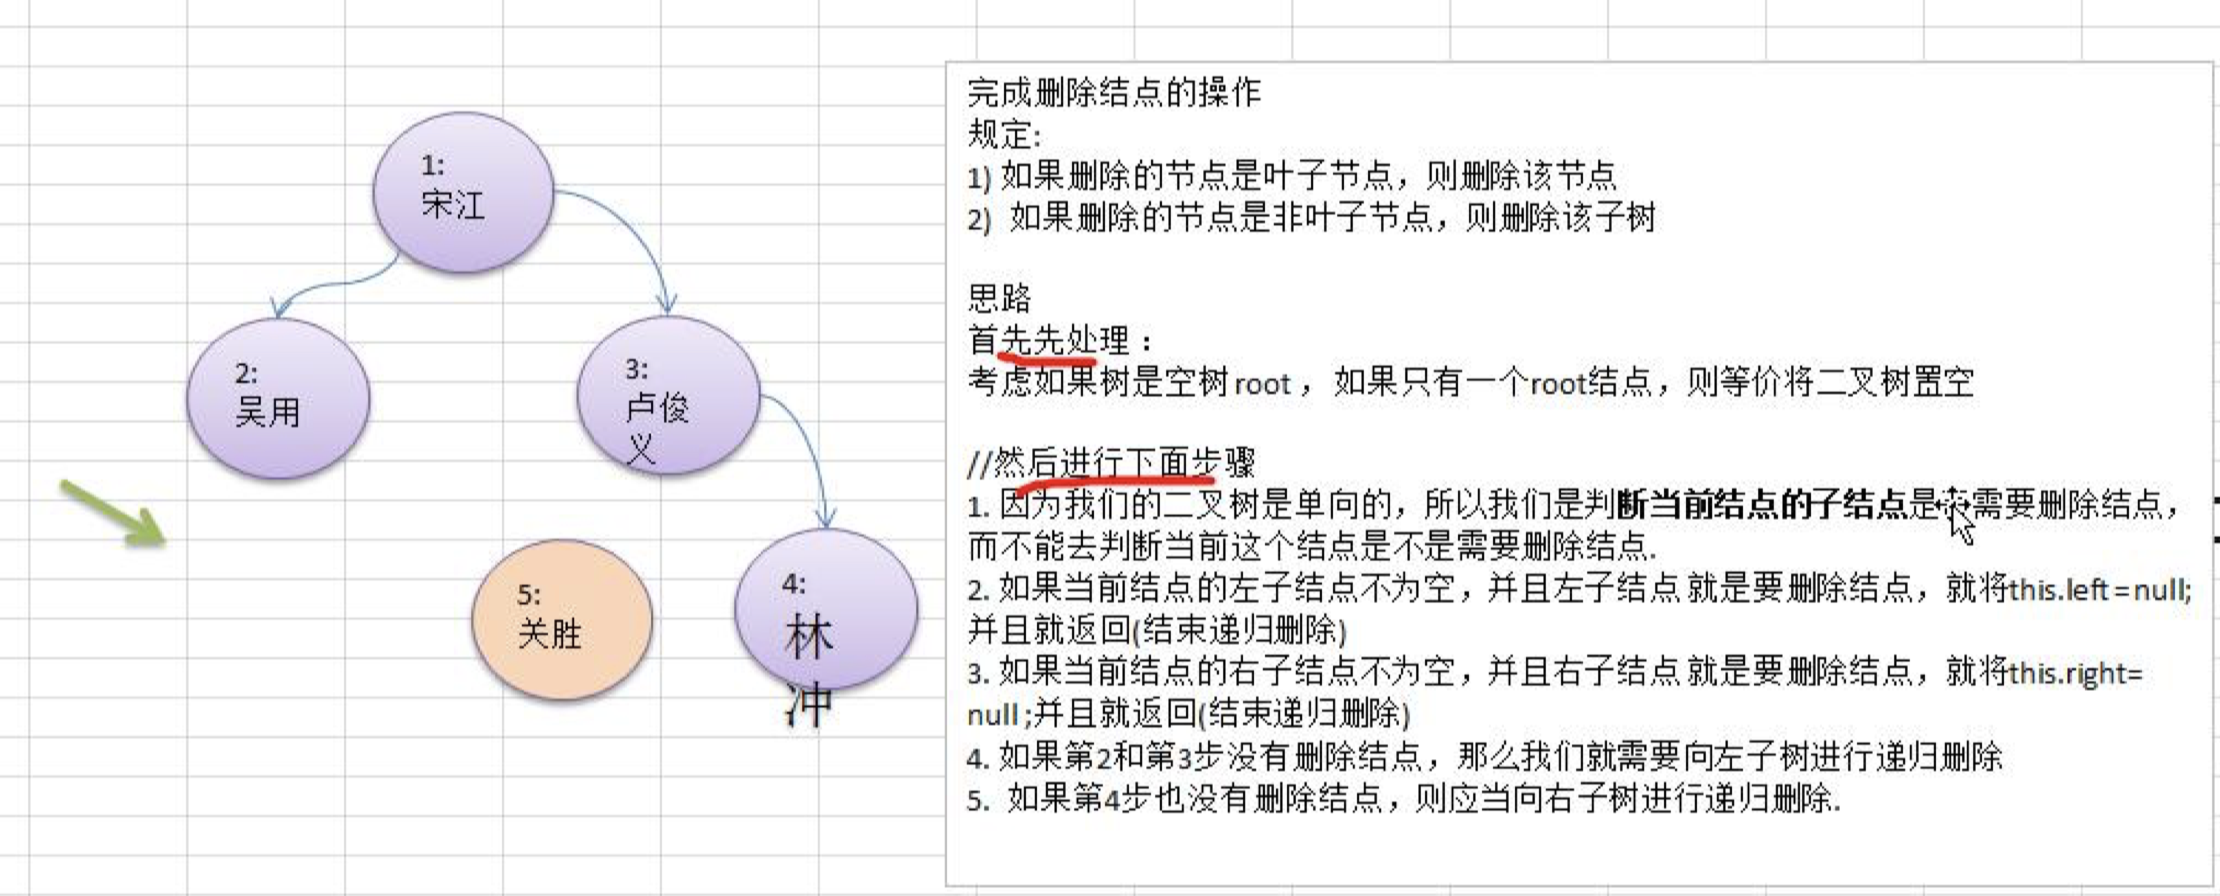 1:
宋江
2:
吴用
3:
卢俊
义
5:
关胜
4:
林
冲
完成删除结点的操作
规定:
1) 如果删除的节点是叶子节点，则删除该节点
2) 如果删除的节点是非叶子节点，则删除该子树
思路
首先先处理：
考虑如果树是空树root，如果只有一个root结点，则等价将二叉树置空
//然后进行下面步骤
1. 因为我们的二叉树是单向的，所以我们是判断当前结点的子结点是 需要删除结点，
而不能去判断当前这个结点是不是需要删除结点.
2. 如果当前结点的左子结点不为空，并且左子结点 就是要删除结点，就将this.left=null;
并且就返回(结束递归删除)
3. 如果当前结点的右子结点不为空，并且右子结点 就是要删除结点，就将this.right=
null ;并且就返回(结束递归删除)
4. 如果第2和第3步没有删除结点，那么我们就需要向左子树进行递归删除
5. 如果第4步也没有删除结点，则应当向右子树进行递归删除.